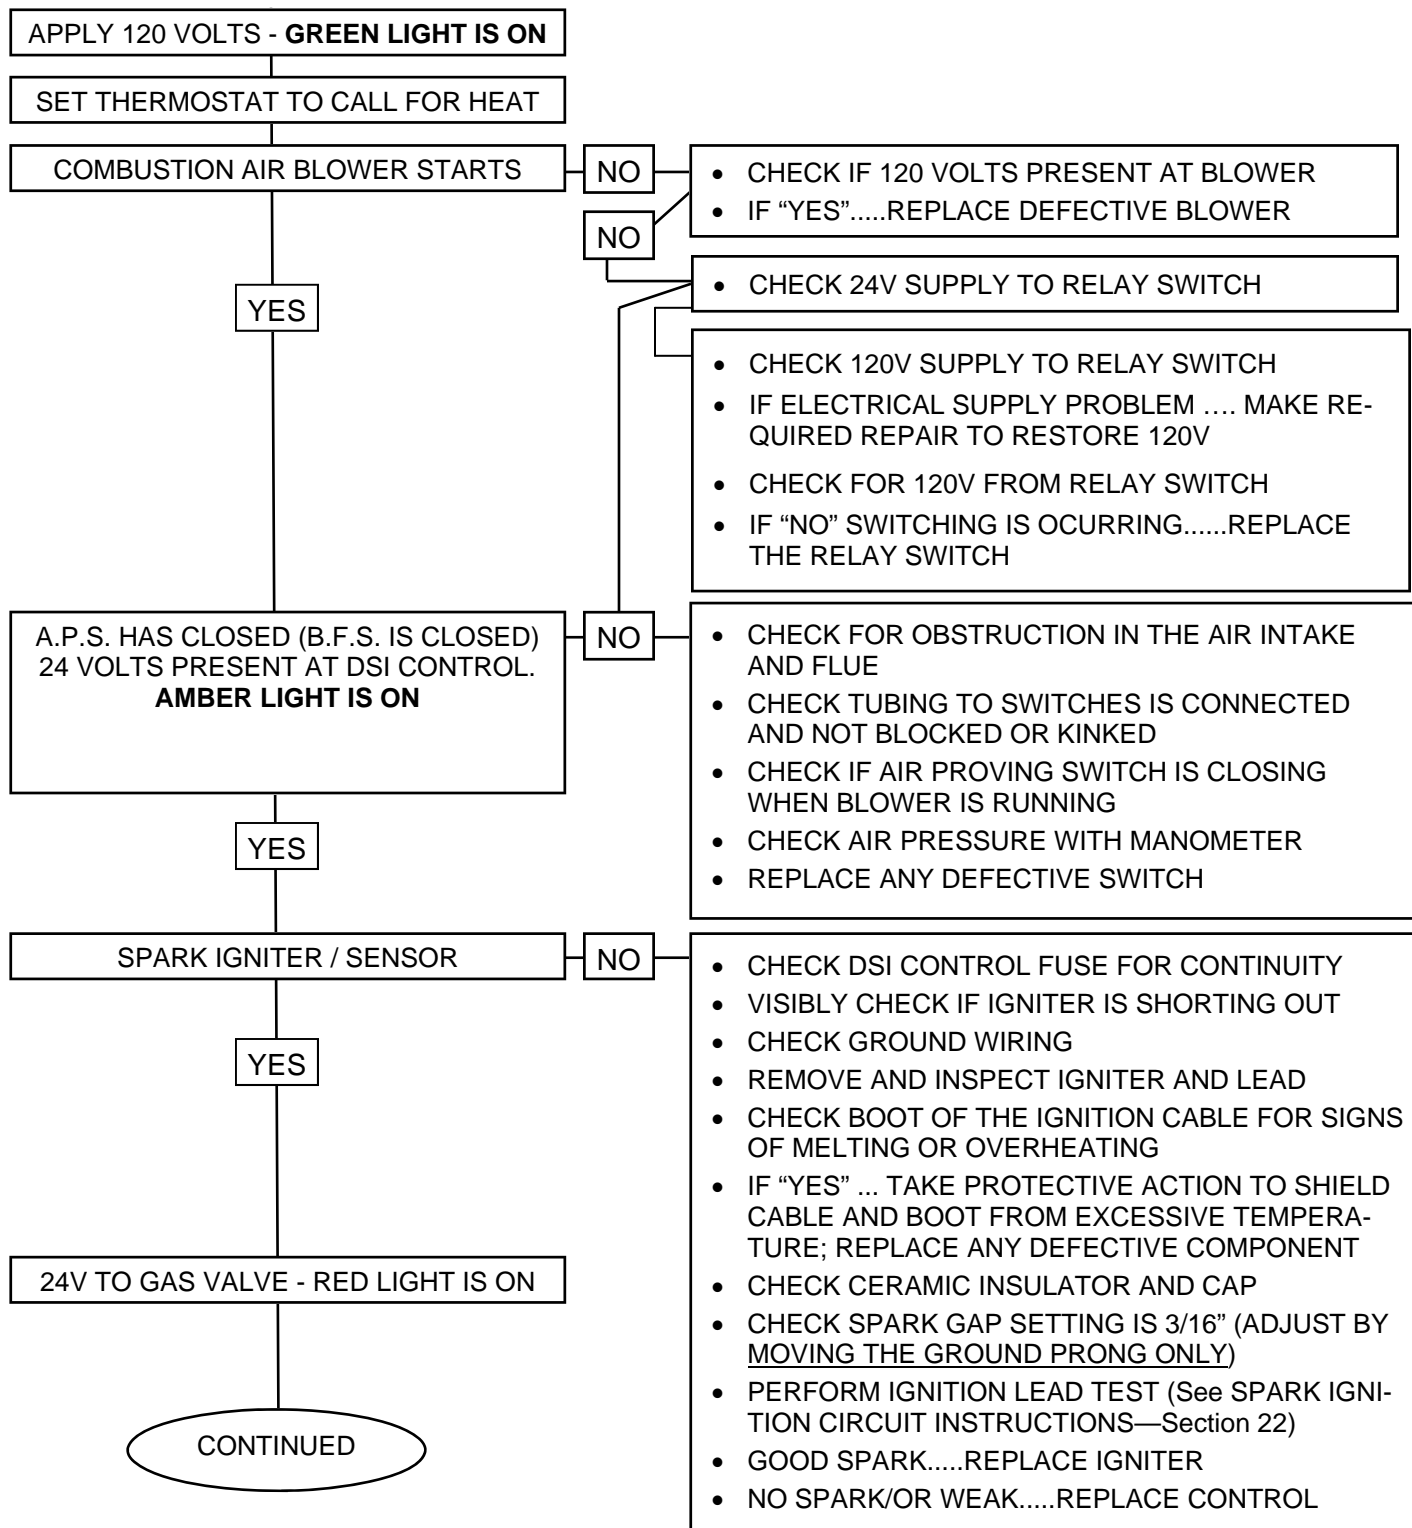 APPLY 120 VOLTS - GREEN LIGHT IS ON
SET THERMOSTAT TO CALL FOR HEAT
COMBUSTION AIR BLOWER STARTS
NO
• CHECK IF 120 VOLTS PRESENT AT BLOWER
• IF “YES”.....REPLACE DEFECTIVE BLOWER
NO
• CHECK 24V SUPPLY TO RELAY SWITCH
YES
• CHECK 120V SUPPLY TO RELAY SWITCH
• IF ELECTRICAL SUPPLY PROBLEM …. MAKE RE-
QUIRED REPAIR TO RESTORE 120V
• CHECK FOR 120V FROM RELAY SWITCH
• IF “NO” SWITCHING IS OCURRING......REPLACE
THE RELAY SWITCH
A.P.S. HAS CLOSED (B.F.S. IS CLOSED)
24 VOLTS PRESENT AT DSI CONTROL.
AMBER LIGHT IS ON
NO
• CHECK FOR OBSTRUCTION IN THE AIR INTAKE
AND FLUE
• CHECK TUBING TO SWITCHES IS CONNECTED
AND NOT BLOCKED OR KINKED
• CHECK IF AIR PROVING SWITCH IS CLOSING
WHEN BLOWER IS RUNNING
• CHECK AIR PRESSURE WITH MANOMETER
• REPLACE ANY DEFECTIVE SWITCH
YES
SPARK IGNITER / SENSOR
NO
• CHECK DSI CONTROL FUSE FOR CONTINUITY
• VISIBLY CHECK IF IGNITER IS SHORTING OUT
• CHECK GROUND WIRING
• REMOVE AND INSPECT IGNITER AND LEAD
• CHECK BOOT OF THE IGNITION CABLE FOR SIGNS
OF MELTING OR OVERHEATING
• IF “YES” ... TAKE PROTECTIVE ACTION TO SHIELD
CABLE AND BOOT FROM EXCESSIVE TEMPERA-
TURE; REPLACE ANY DEFECTIVE COMPONENT
• CHECK CERAMIC INSULATOR AND CAP
• CHECK SPARK GAP SETTING IS 3/16” (ADJUST BY
MOVING THE GROUND PRONG ONLY)
• PERFORM IGNITION LEAD TEST (See SPARK IGNI-
TION CIRCUIT INSTRUCTIONS—Section 22)
• GOOD SPARK.....REPLACE IGNITER
• NO SPARK/OR WEAK.....REPLACE CONTROL
YES
24V TO GAS VALVE - RED LIGHT IS ON
CONTINUED